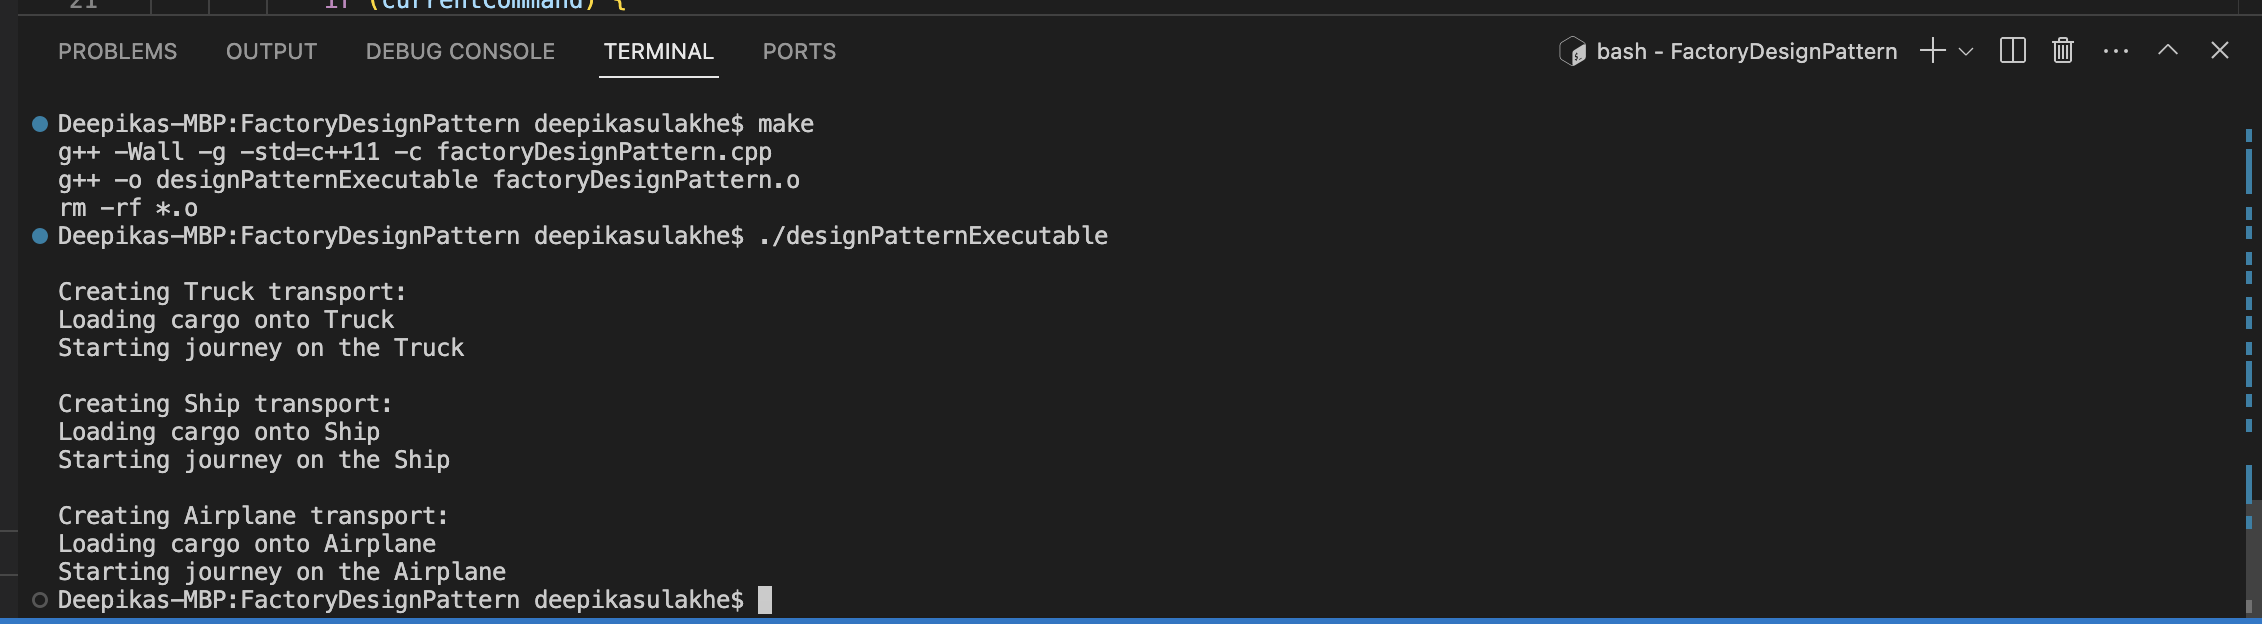 21 if (currentCommand) {
PROBLEMS OUTPUT DEBUG CONSOLE TERMINAL PORTS bash - FactoryDesignPattern
Deepikas-MBP:FactoryDesignPattern deepikasulakhe$ make
g++ -Wall -g -std=c++11 -c factoryDesignPattern.cpp
g++ -o designPatternExecutable factoryDesignPattern.o
rm -rf *.o
Deepikas-MBP:FactoryDesignPattern deepikasulakhe$ ./designPatternExecutable
Creating Truck transport:
Loading cargo onto Truck
Starting journey on the Truck
Creating Ship transport:
Loading cargo onto Ship
Starting journey on the Ship
Creating Airplane transport:
Loading cargo onto Airplane
Starting journey on the Airplane
Deepikas-MBP:FactoryDesignPattern deepikasulakhe$